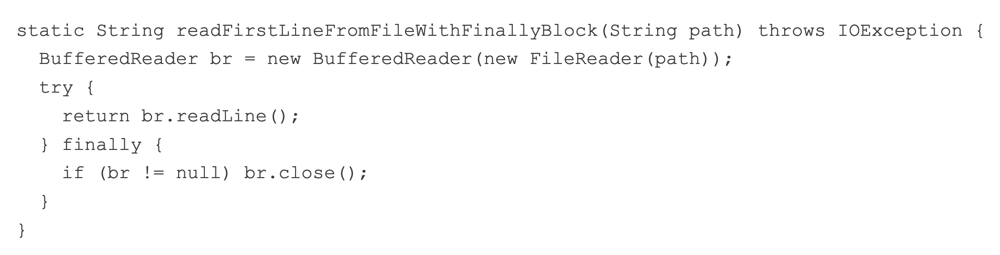 static String readFirstLineFromFileWithFinallyBlock(String path) throws IOException {
  BufferedReader br = new BufferedReader(new FileReader(path));
  try {
    return br.readLine();
  } finally {
    if (br != null) br.close();
  }
}